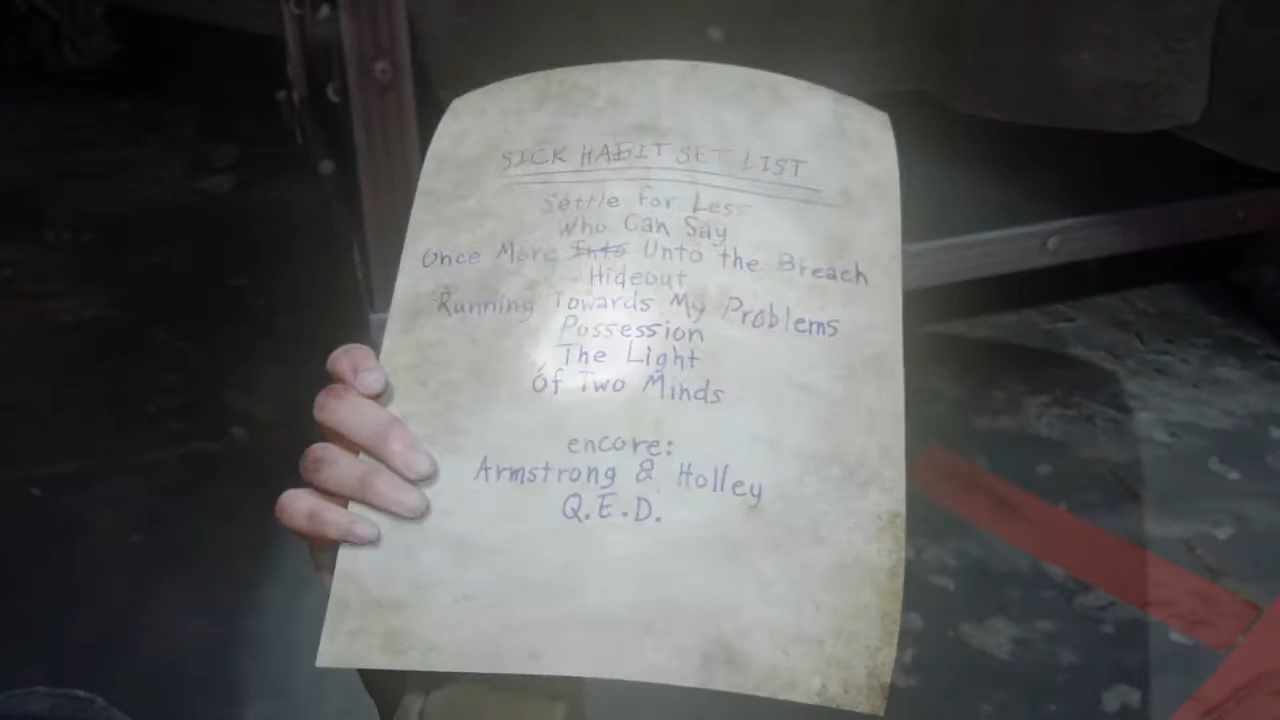 SICK HABIT SET LIST
Settle for Less
Who Can Say
Once More Into Unto the Breach
Hideout
Running Towards My Problems
Possession
The Light
Of Two Minds
encore:
Armstrong & Holley
Q.E.D.